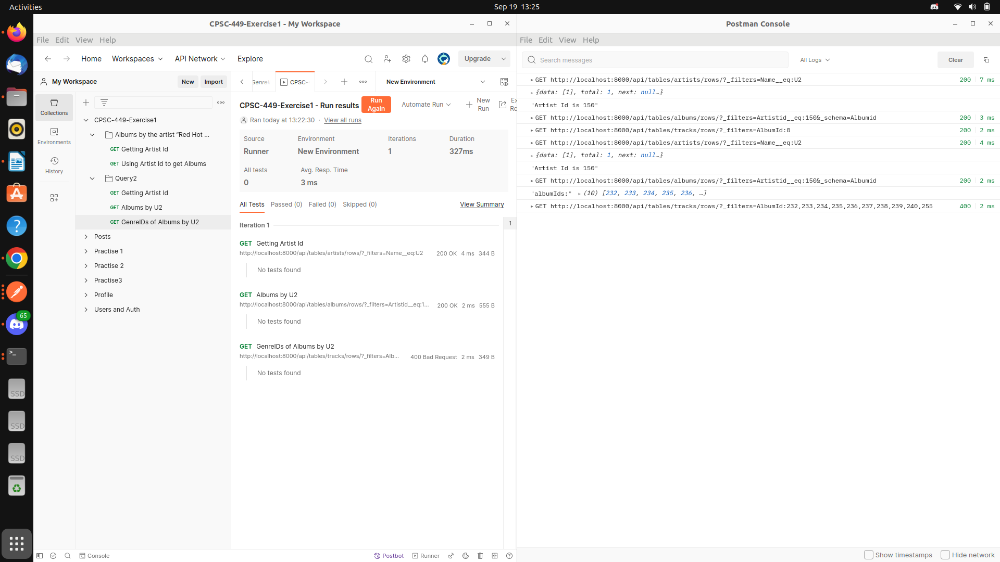 Activities
Sep 19 13:25
CPSC-449-Exercise1 - My Workspace
File Edit View Help
Home Workspaces API Network Explore
Upgrade
My Workspace
New Import
Genrel
CPSC-
New Environment
Collections
Environments
History
CPSC-449-Exercise1
Albums by the artist “Red Hot ...
GET Getting Artist Id
GET Using Artist Id to get Albums
Query2
GET Getting Artist Id
GET Albums by U2
GET GenreIDs of Albums by U2
Posts
Practise 1
Practise 2
Practise3
Profile
Users and Auth
CPSC-449-Exercise1 - Run results
Run Again
Automate Run
New Run
Ex
Re
Ran today at 13:22:30 · View all runs
Source Environment Iterations Duration
Runner New Environment 1 327ms
All tests Avg. Resp. Time
0 3 ms
All Tests Passed (0) Failed (0) Skipped (0) View Summary
Iteration 1
1
GET Getting Artist Id
http://localhost:8000/api/tables/artists/rows/?_filters=Name__eq:U2 200 OK 4 ms 344 B
No tests found
GET Albums by U2
http://localhost:8000/api/tables/albums/rows/?_filters=Artistid__eq:1... 200 OK 2 ms 555 B
No tests found
GET GenreIDs of Albums by U2
http://localhost:8000/api/tables/tracks/rows/?_filters=Alb... 400 Bad Request 2 ms 349 B
No tests found
Console
Postbot Runner
65
SSD
SSD
SSD
Postman Console
File Edit View Help
Search messages
All Logs
Clear
GET http://localhost:8000/api/tables/artists/rows/?_filters=Name__eq:U2 200 7 ms
{data: [1], total: 1, next: null…}
"Artist Id is 150"
GET http://localhost:8000/api/tables/albums/rows/?_filters=Artistid__eq:150&_schema=Albumid 200 3 ms
GET http://localhost:8000/api/tables/tracks/rows/?_filters=AlbumId:0 200 2 ms
GET http://localhost:8000/api/tables/artists/rows/?_filters=Name__eq:U2 200 4 ms
{data: [1], total: 1, next: null…}
"Artist Id is 150"
GET http://localhost:8000/api/tables/albums/rows/?_filters=Artistid__eq:150&_schema=Albumid 200 2 ms
"albumIds:" (10) [232, 233, 234, 235, 236, …]
GET http://localhost:8000/api/tables/tracks/rows/?_filters=AlbumId:232,233,234,235,236,237,238,239,240,255 400 2 ms
Show timestamps Hide network